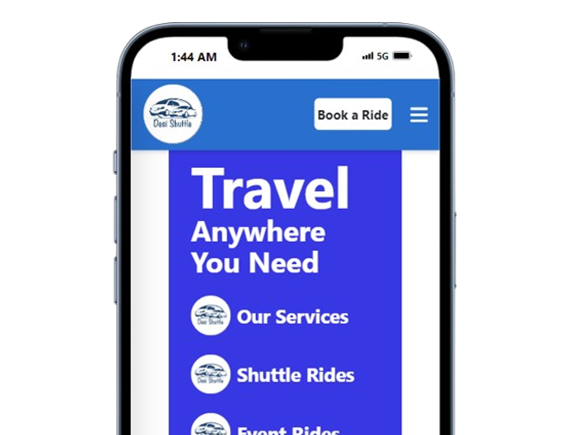 1:44 AM
5G
Desi Shuttle
Book a Ride
Travel
Anywhere
You Need
Desi Shuttle
Our Services
Desi Shuttle
Shuttle Rides
Event Rides